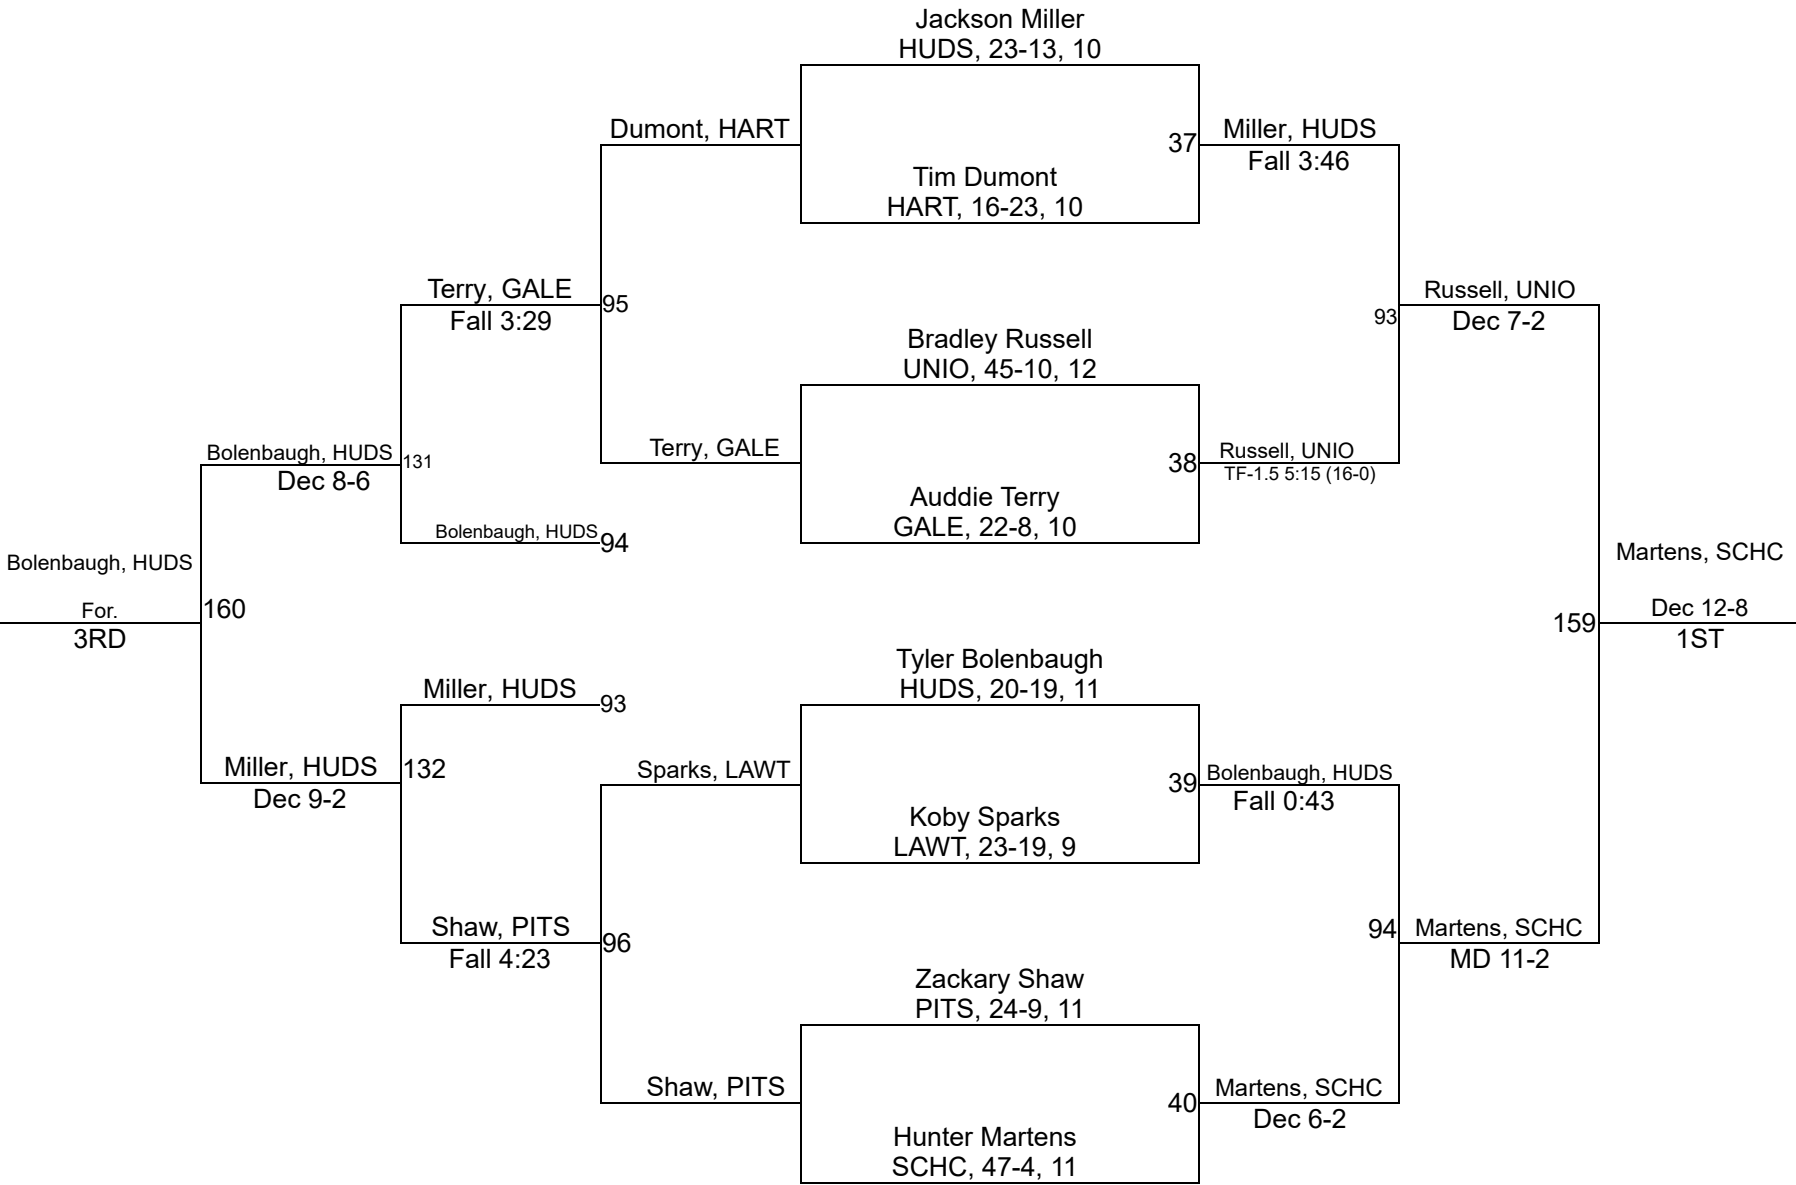 Jackson Miller
HUDS, 23-13, 10
Dumont, HART
37
Miller, HUDS
Fall 3:46
Tim Dumont
HART, 16-23, 10
Terry, GALE
Fall 3:29
95
Russell, UNIO
Dec 7-2
93
Bradley Russell
UNIO, 45-10, 12
Terry, GALE
38
Russell, UNIO
TF-1.5 5:15 (16-0)
Bolenbaugh, HUDS
Dec 8-6
131
Auddie Terry
GALE, 22-8, 10
Bolenbaugh, HUDS
94
Bolenbaugh, HUDS
For.
3RD
160
Martens, SCHC
Dec 12-8
1ST
159
Tyler Bolenbaugh
HUDS, 20-19, 11
Miller, HUDS
93
Miller, HUDS
Dec 9-2
132
Sparks, LAWT
39
Bolenbaugh, HUDS
Fall 0:43
Koby Sparks
LAWT, 23-19, 9
Shaw, PITS
Fall 4:23
96
94
Martens, SCHC
MD 11-2
Zackary Shaw
PITS, 24-9, 11
Shaw, PITS
40
Martens, SCHC
Dec 6-2
Hunter Martens
SCHC, 47-4, 11